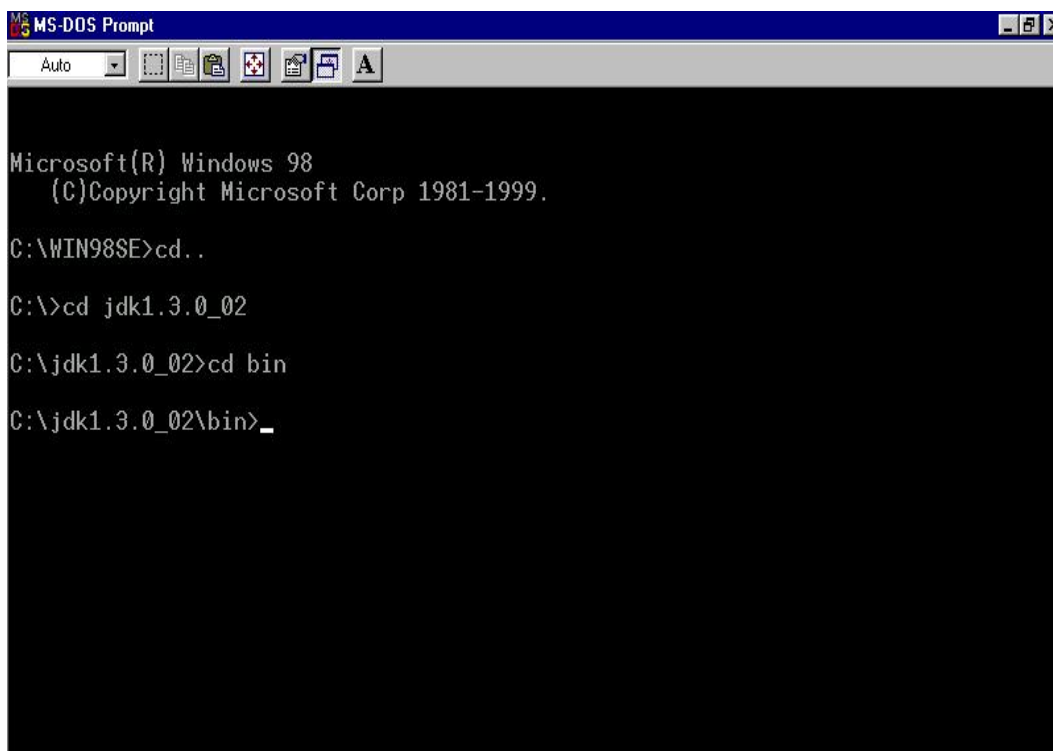 MS-DOS Prompt
Auto
A
Microsoft(R) Windows 98
(C)Copyright Microsoft Corp 1981-1999.
C:\WIN98SE>cd..
C:\>cd jdk1.3.0_02
C:\jdk1.3.0_02>cd bin
C:\jdk1.3.0_02\bin>_